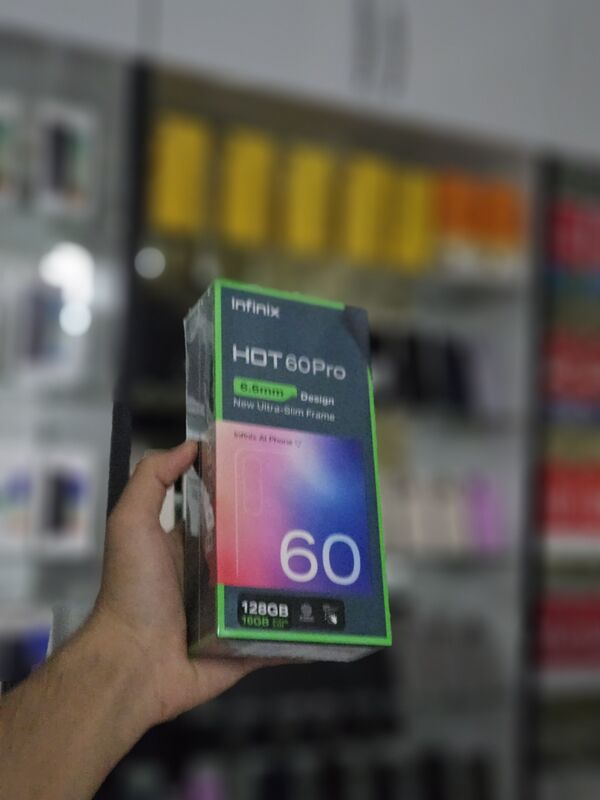 Infinix
HOT 60Pro
6.6mm Design
New Ultra-Slim Frame
Infinix AI Phone
60
128GB
16GB